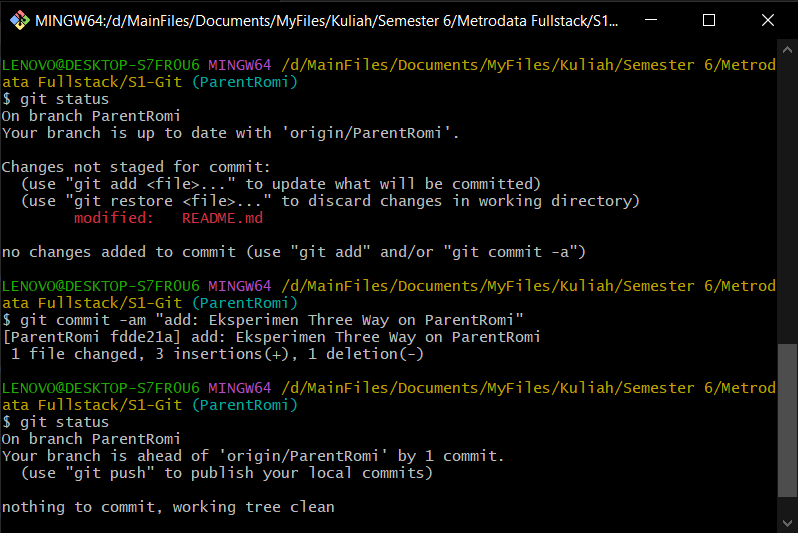 MINGW64:/d/MainFiles/Documents/MyFiles/Kuliah/Semester 6/Metrodata Fullstack/S1...
LENOVO@DESKTOP-S7FR0U6 MINGW64 /d/MainFiles/Documents/MyFiles/Kuliah/Semester 6/Metrod
ata Fullstack/S1-Git (ParentRomi)
$ git status
On branch ParentRomi
Your branch is up to date with 'origin/ParentRomi'.
Changes not staged for commit:
  (use "git add <file>..." to update what will be committed)
  (use "git restore <file>..." to discard changes in working directory)
        modified:   README.md
no changes added to commit (use "git add" and/or "git commit -a")
LENOVO@DESKTOP-S7FR0U6 MINGW64 /d/MainFiles/Documents/MyFiles/Kuliah/Semester 6/Metrod
ata Fullstack/S1-Git (ParentRomi)
$ git commit -am "add: Eksperimen Three Way on ParentRomi"
[ParentRomi fdde21a] add: Eksperimen Three Way on ParentRomi
 1 file changed, 3 insertions(+), 1 deletion(-)
LENOVO@DESKTOP-S7FR0U6 MINGW64 /d/MainFiles/Documents/MyFiles/Kuliah/Semester 6/Metrod
ata Fullstack/S1-Git (ParentRomi)
$ git status
On branch ParentRomi
Your branch is ahead of 'origin/ParentRomi' by 1 commit.
  (use "git push" to publish your local commits)
nothing to commit, working tree clean